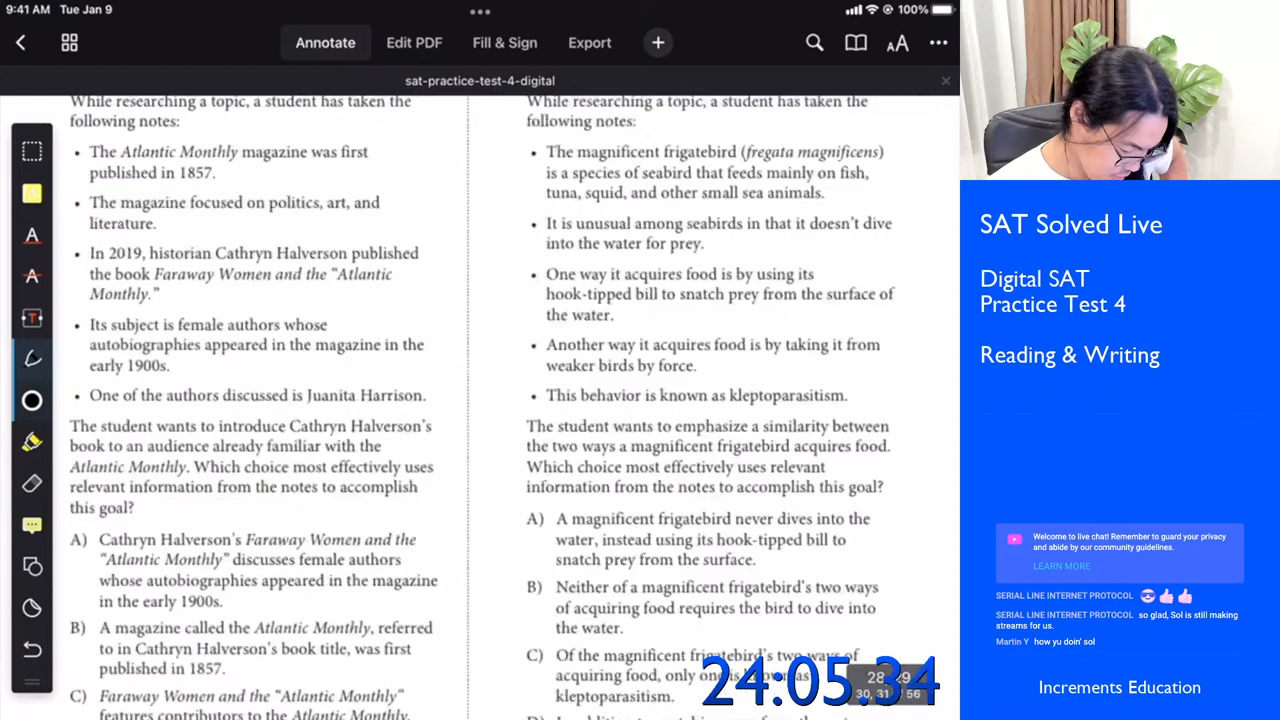 9:41 AM Tue Jan 9
100%
Annotate
Edit PDF
Fill & Sign
Export
sat-practice-test-4-digital
While researching a topic, a student has taken the
following notes:
• The Atlantic Monthly magazine was first
published in 1857.
• The magazine focused on politics, art, and
literature.
• In 2019, historian Cathryn Halverson published
the book Faraway Women and the “Atlantic
Monthly.”
• Its subject is female authors whose
autobiographies appeared in the magazine in the
early 1900s.
• One of the authors discussed is Juanita Harrison.
The student wants to introduce Cathryn Halverson’s
book to an audience already familiar with the
Atlantic Monthly. Which choice most effectively uses
relevant information from the notes to accomplish
this goal?
A) Cathryn Halverson’s Faraway Women and the
“Atlantic Monthly” discusses female authors
whose autobiographies appeared in the magazine
in the early 1900s.
B) A magazine called the Atlantic Monthly, referred
to in Cathryn Halverson’s book title, was first
published in 1857.
C) Faraway Women and the “Atlantic Monthly”
features contributors to the Atlantic Monthly,
While researching a topic, a student has taken the
following notes:
• The magnificent frigatebird (fregata magnificens)
is a species of seabird that feeds mainly on fish,
tuna, squid, and other small sea animals.
• It is unusual among seabirds in that it doesn’t dive
into the water for prey.
• One way it acquires food is by using its
hook-tipped bill to snatch prey from the surface of
the water.
• Another way it acquires food is by taking it from
weaker birds by force.
• This behavior is known as kleptoparasitism.
The student wants to emphasize a similarity between
the two ways a magnificent frigatebird acquires food.
Which choice most effectively uses relevant
information from the notes to accomplish this goal?
A) A magnificent frigatebird never dives into the
water, instead using its hook-tipped bill to
snatch prey from the surface.
B) Neither of a magnificent frigatebird’s two ways
of acquiring food requires the bird to dive into
the water.
C) Of the magnificent frigatebird’s two ways of
acquiring food, only one is known as
kleptoparasitism.
24:05.34
30, 31 56
SAT Solved Live
Digital SAT
Practice Test 4
Reading & Writing
Welcome to live chat! Remember to guard your privacy
and abide by our community guidelines.
LEARN MORE
SERIAL LINE INTERNET PROTOCOL
SERIAL LINE INTERNET PROTOCOL so glad, Sol is still making
streams for us.
Martin Y how yu doin' sol
Increments Education